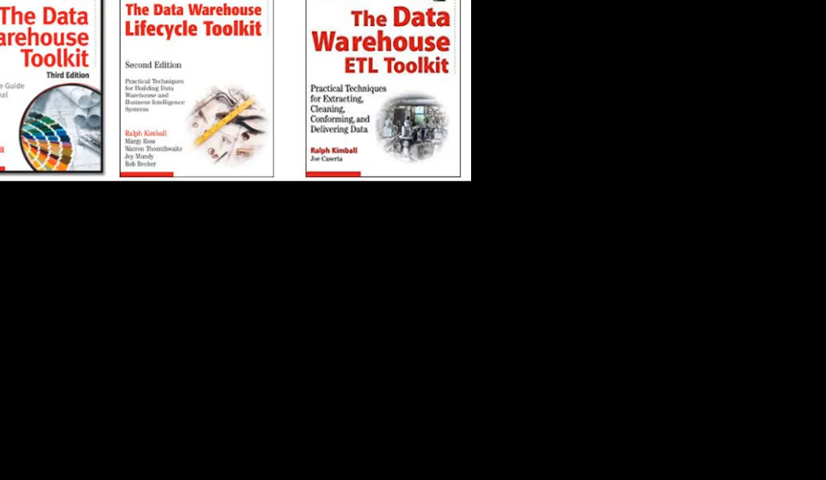 The Data
arehouse
Toolkit
Third Edition
e Guide
al
ll
The Data Warehouse
Lifecycle Toolkit
Second Edition
Practical Techniques
for Building Data
Warehouse and
Business Intelligence
Systems
Ralph Kimball
Margy Ross
Warren Thornthwaite
Joy Mundy
Bob Becker
The Data
Warehouse
ETL Toolkit
Practical Techniques
for Extracting,
Cleaning,
Conforming, and
Delivering Data
Ralph Kimball
Joe Caserta